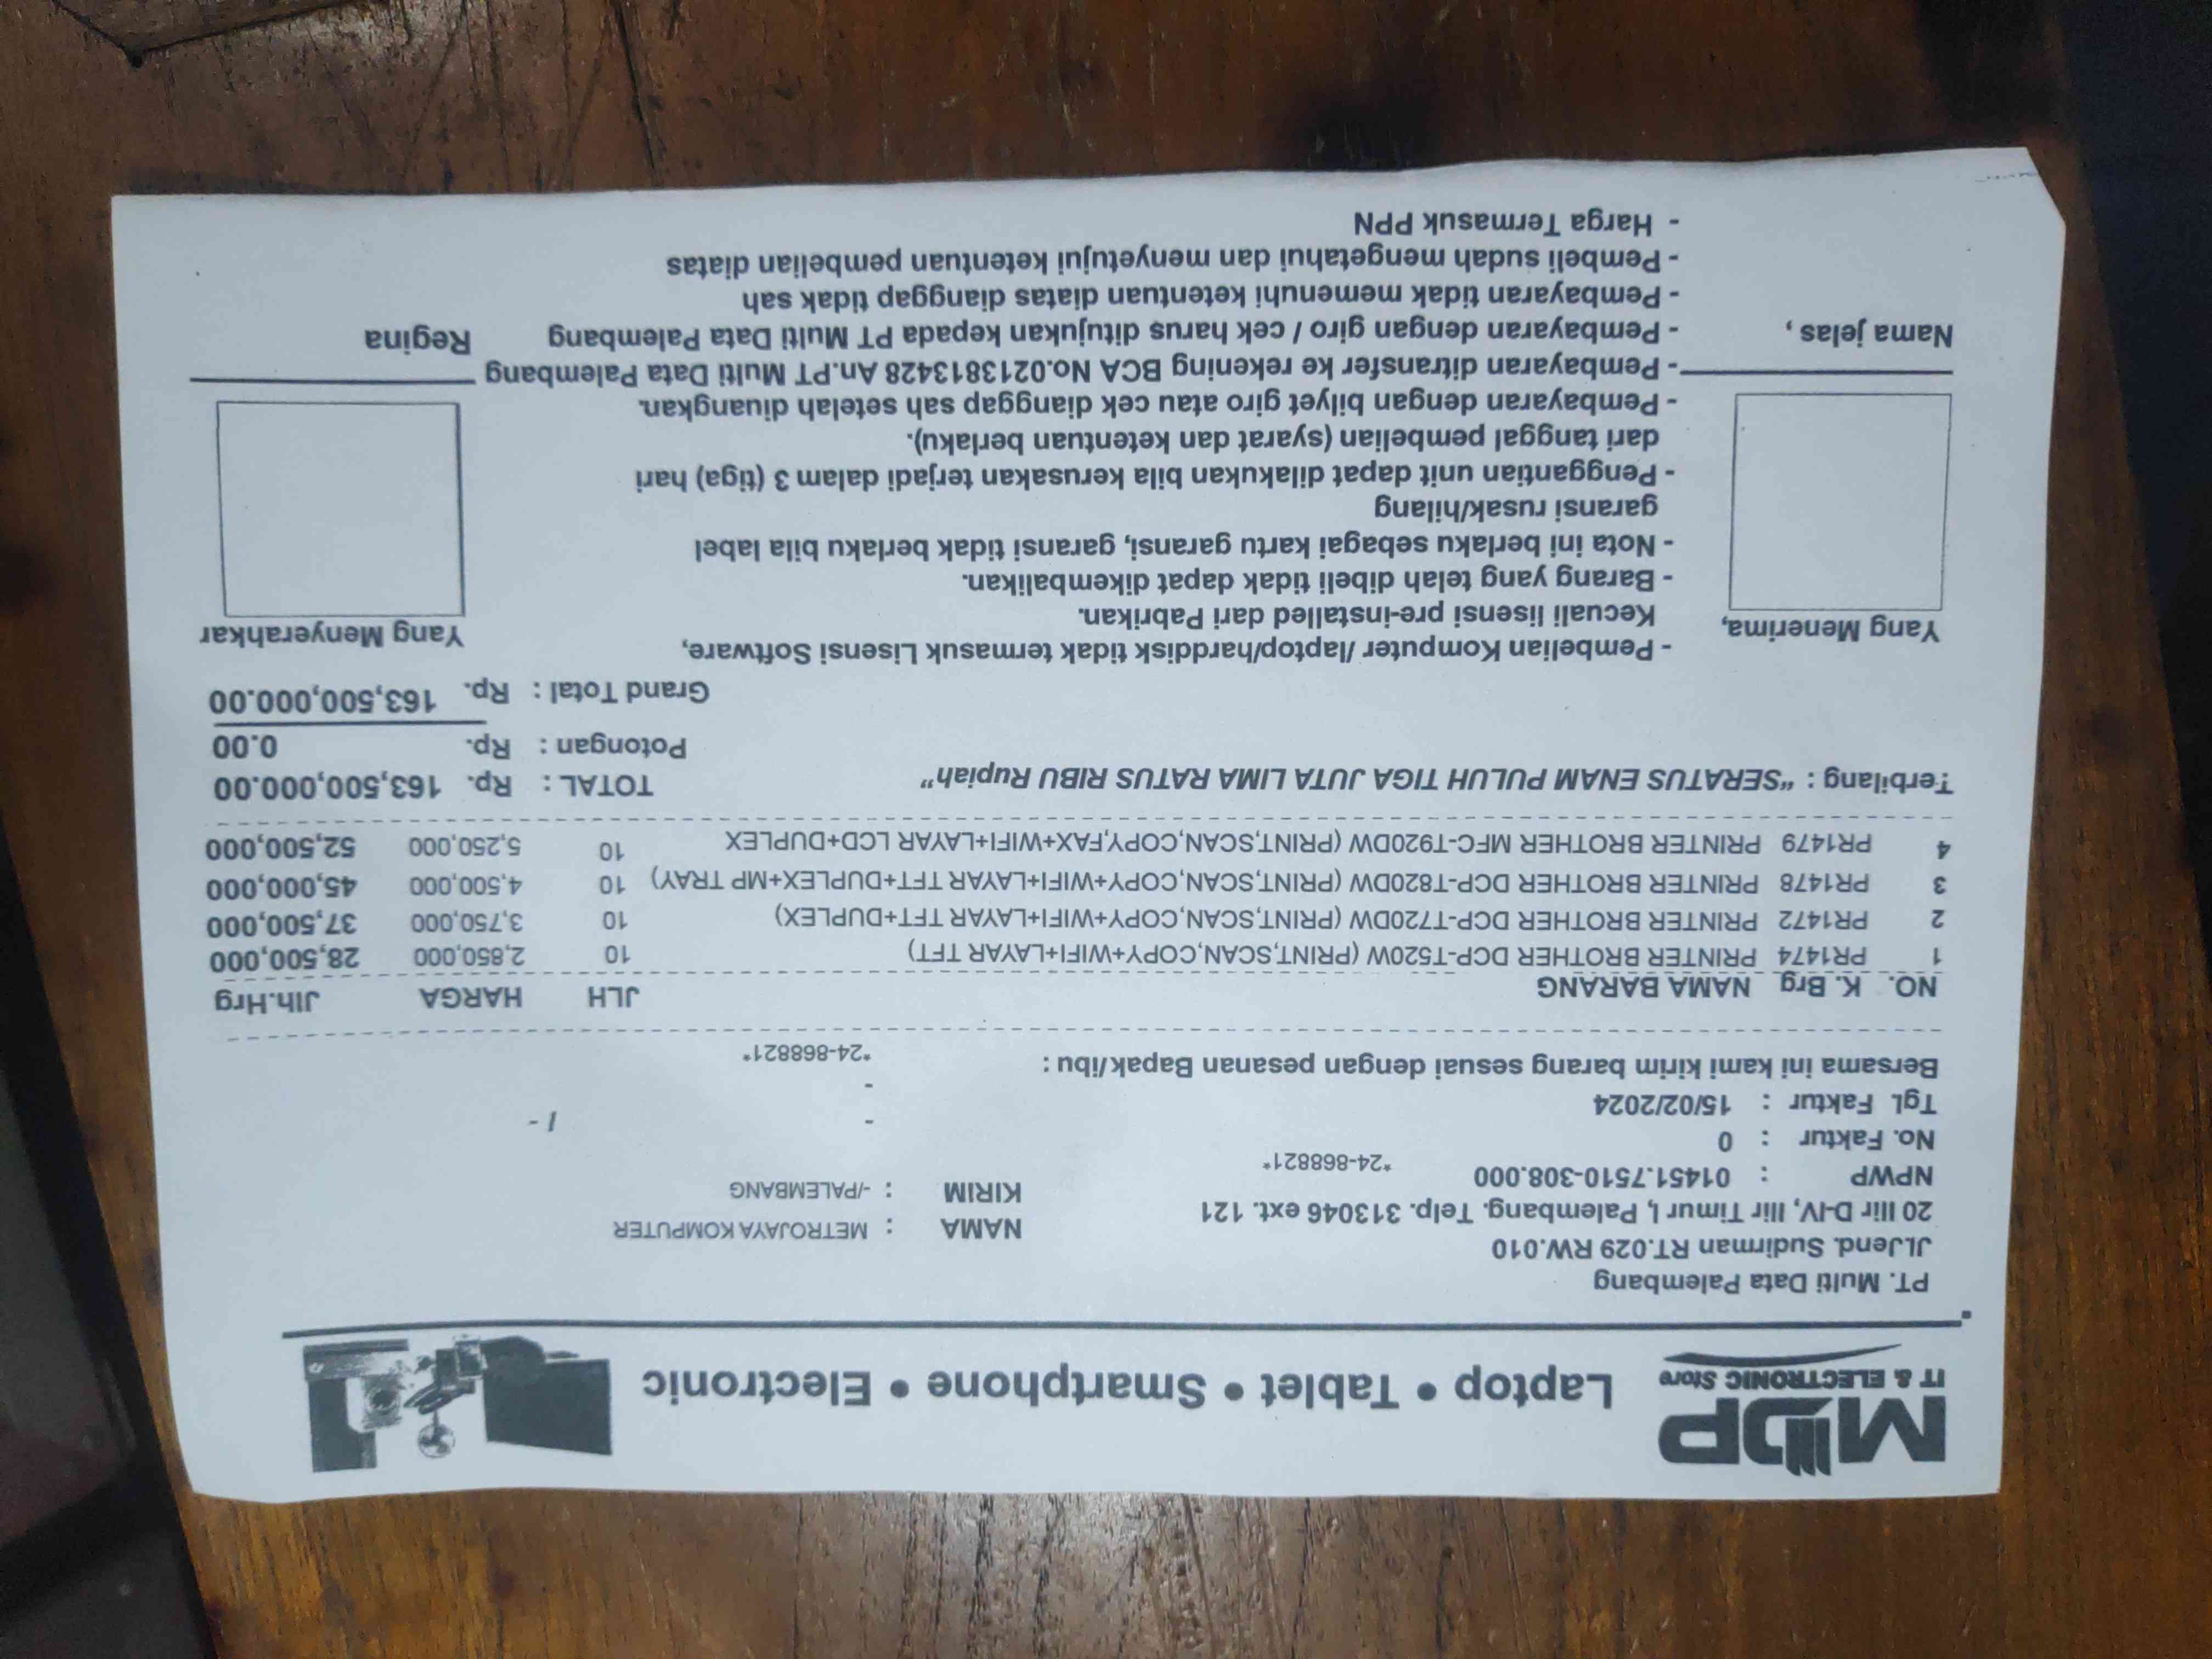 MDP
IT & ELECTRONIC Store
Laptop • Tablet • Smartphone • Electronic
PT. Multi Data Palembang
Jl.Jend. Sudirman RT.029 RW.010
20 Ilir D-IV, Ilir Timur I, Palembang. Telp. 313046 ext. 121
NPWP : 01451.7510-308.000
*24-868821*
No. Faktur : 0
Tgl. Faktur : 15/02/2024
NAMA : METROJAYA KOMPUTER
KIRIM : -/PALEMBANG
- / -
-
*24-868821*
Bersama ini kami kirim barang sesuai dengan pesanan Bapak/ibu :
NO. K. Brg NAMA BARANG JLH HARGA Jlh.Hrg
1 PR1474 PRINTER BROTHER DCP-T520W (PRINT,SCAN,COPY+WIFI+LAYAR TFT) 10 2,850,000 28,500,000
2 PR1472 PRINTER BROTHER DCP-T720DW (PRINT,SCAN,COPY+WIFI+LAYAR TFT+DUPLEX) 10 3,750,000 37,500,000
3 PR1478 PRINTER BROTHER DCP-T820DW (PRINT,SCAN,COPY+WIFI+LAYAR TFT+DUPLEX+MP TRAY) 10 4,500,000 45,000,000
4 PR1479 PRINTER BROTHER MFC-T920DW (PRINT,SCAN,COPY,FAX+WIFI+LAYAR LCD+DUPLEX 10 5,250,000 52,500,000
Terbilang : "SERATUS ENAM PULUH TIGA JUTA LIMA RATUS RIBU Rupiah"
TOTAL : Rp. 163,500,000.00
Potongan : Rp. 0.00
Grand Total : Rp. 163,500,000.00
Yang Menerima,
- Pembelian Komputer /laptop/harddisk tidak termasuk Lisensi Software,
Kecuali lisensi pre-installed dari Pabrikan.
- Barang yang telah dibeli tidak dapat dikembalikan.
- Nota ini berlaku sebagai kartu garansi, garansi tidak berlaku bila label
garansi rusak/hilang
- Penggantian unit dapat dilakukan bila kerusakan terjadi dalam 3 (tiga) hari
dari tanggal pembelian (syarat dan ketentuan berlaku).
- Pembayaran dengan bilyet giro atau cek dianggap sah setelah diuangkan.
- Pembayaran ditransfer ke rekening BCA No.0213813428 An.PT Multi Data Palembang
- Pembayaran dengan giro / cek harus ditujukan kepada PT Multi Data Palembang
- Pembayaran tidak memenuhi ketentuan diatas dianggap tidak sah
- Pembeli sudah mengetahui dan menyetujui ketentuan pembelian diatas
- Harga Termasuk PPN
Nama jelas ,
Yang Menyerahkar
Regina